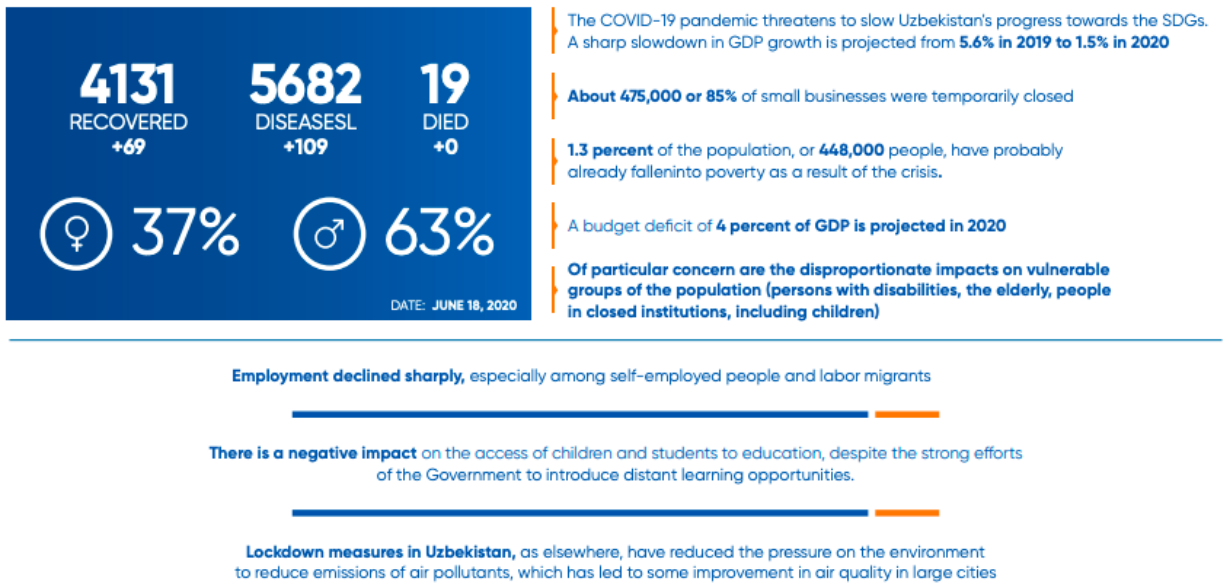 4131
RECOVERED
+69
5682
DISEASESL
+109
19
DIED
+0
37%
63%
DATE: JUNE 18, 2020
The COVID-19 pandemic threatens to slow Uzbekistan's progress towards the SDGs.
A sharp slowdown in GDP growth is projected from 5.6% in 2019 to 1.5% in 2020
About 475,000 or 85% of small businesses were temporarily closed
1.3 percent of the population, or 448,000 people, have probably
already falleninto poverty as a result of the crisis.
A budget deficit of 4 percent of GDP is projected in 2020
Of particular concern are the disproportionate impacts on vulnerable
groups of the population (persons with disabilities, the elderly, people
in closed institutions, including children)
Employment declined sharply, especially among self-employed people and labor migrants
There is a negative impact on the access of children and students to education, despite the strong efforts
of the Government to introduce distant learning opportunities.
Lockdown measures in Uzbekistan, as elsewhere, have reduced the pressure on the environment
to reduce emissions of air pollutants, which has led to some improvement in air quality in large cities